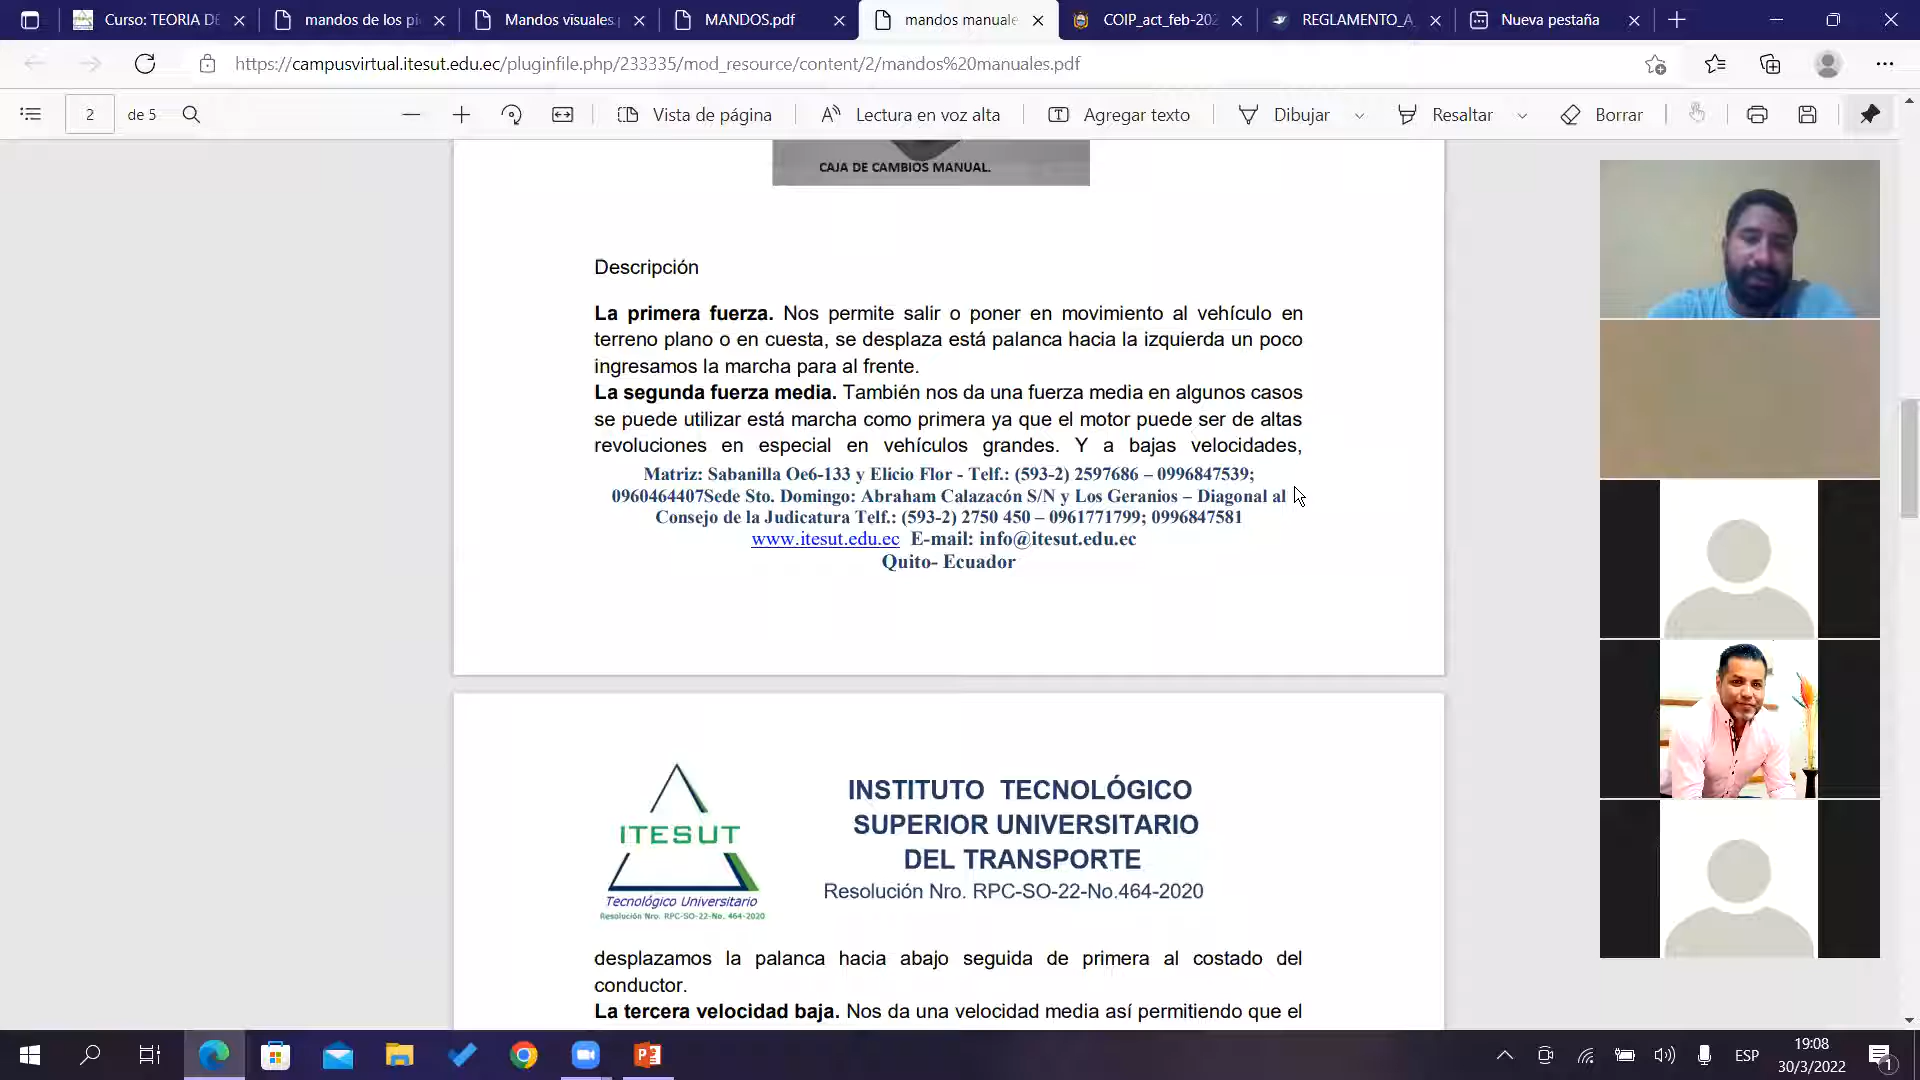 Curso: TEORIA DE
mandos de los pi
Mandos visuales
MANDOS.pdf
mandos manuale
COIP_act_feb-202
REGLAMENTO_A
Nueva pestaña
https://campusvirtual.itesut.edu.ec/pluginfile.php/233335/mod_resource/content/2/mandos%20manuales.pdf
2 de 5
Vista de página
Lectura en voz alta
Agregar texto
Dibujar
Resaltar
Borrar
CAJA DE CAMBIOS MANUAL.
Descripción
La primera fuerza. Nos permite salir o poner en movimiento al vehículo en
terreno plano o en cuesta, se desplaza está palanca hacia la izquierda un poco
ingresamos la marcha para al frente.
La segunda fuerza media. También nos da una fuerza media en algunos casos
se puede utilizar está marcha como primera ya que el motor puede ser de altas
revoluciones en especial en vehículos grandes. Y a bajas velocidades,
Matriz: Sabanilla Oe6-133 y Elicio Flor - Telf.: (593-2) 2597686 – 0996847539;
0960464407Sede Sto. Domingo: Abraham Calazacón S/N y Los Geranios – Diagonal al
Consejo de la Judicatura Telf.: (593-2) 2750 450 – 0961771799; 0996847581
www.itesut.edu.ec E-mail: info@itesut.edu.ec
Quito- Ecuador
ITESUT
Tecnológico Universitario
Resolución Nro. RPC-SO-22-No. 464-2020
INSTITUTO TECNOLÓGICO
SUPERIOR UNIVERSITARIO
DEL TRANSPORTE
Resolución Nro. RPC-SO-22-No.464-2020
desplazamos la palanca hacia abajo seguida de primera al costado del
conductor.
La tercera velocidad baja. Nos da una velocidad media así permitiendo que el
ESP
19:08
30/3/2022
1